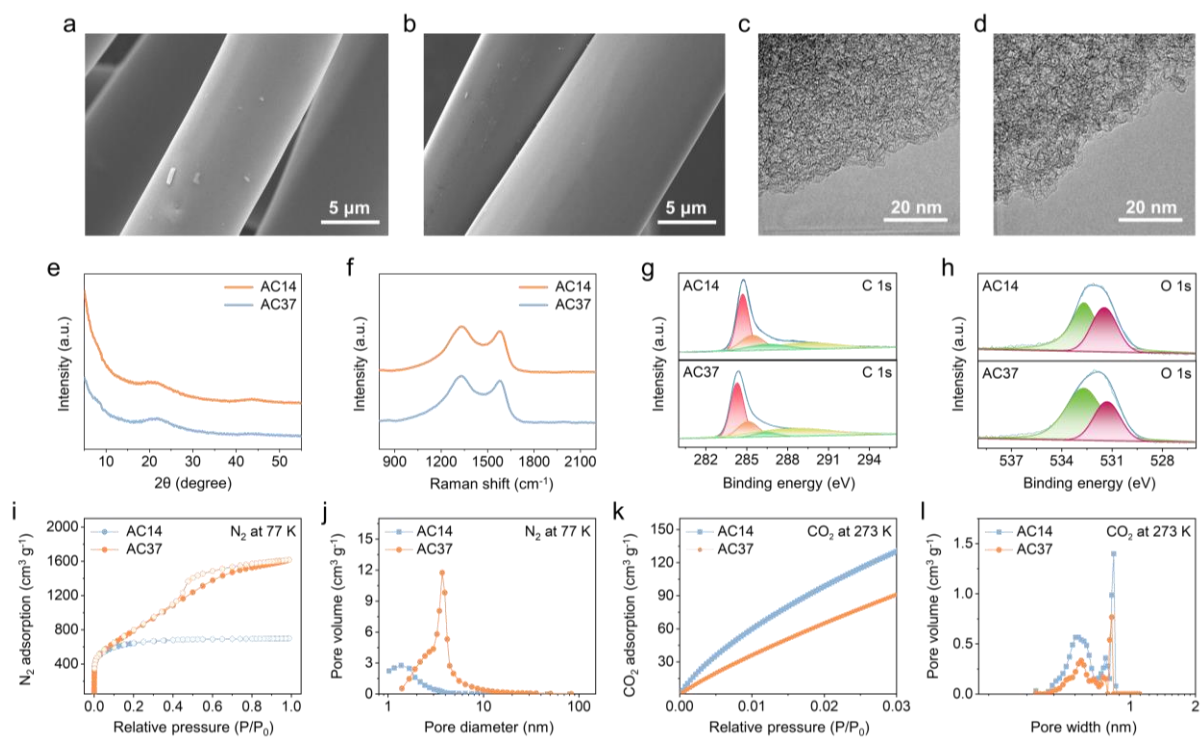 a
b
c
d
5 μm
5 μm
20 nm
20 nm
e
f
g
h
AC14
AC37
Intensity (a.u.)
10 20 30 40 50
2θ (degree)
AC14
AC37
Intensity (a.u.)
900 1200 1500 1800 2100
Raman shift (cm⁻¹)
AC14 C 1s
AC37 C 1s
Intensity (a.u.)
282 285 288 291 294
Binding energy (eV)
AC14 O 1s
AC37 O 1s
Intensity (a.u.)
537 534 531 528
Binding energy (eV)
i
j
k
l
AC14 N₂ at 77 K
AC37
N₂ adsorption (cm³ g⁻¹)
2000
1600
1200
800
400
0.0 0.2 0.4 0.6 0.8 1.0
Relative pressure (P/P₀)
AC14 N₂ at 77 K
AC37
Pore volume (cm³ g⁻¹)
15
12
9
6
3
0
1 10 100
Pore diameter (nm)
AC14 CO₂ at 273 K
AC37
CO₂ adsorption (cm³ g⁻¹)
150
120
90
60
30
0.00 0.01 0.02 0.03
Relative pressure (P/P₀)
AC14 CO₂ at 273 K
AC37
Pore volume (cm³ g⁻¹)
1.5
1.0
0.5
0.0
1 2
Pore width (nm)